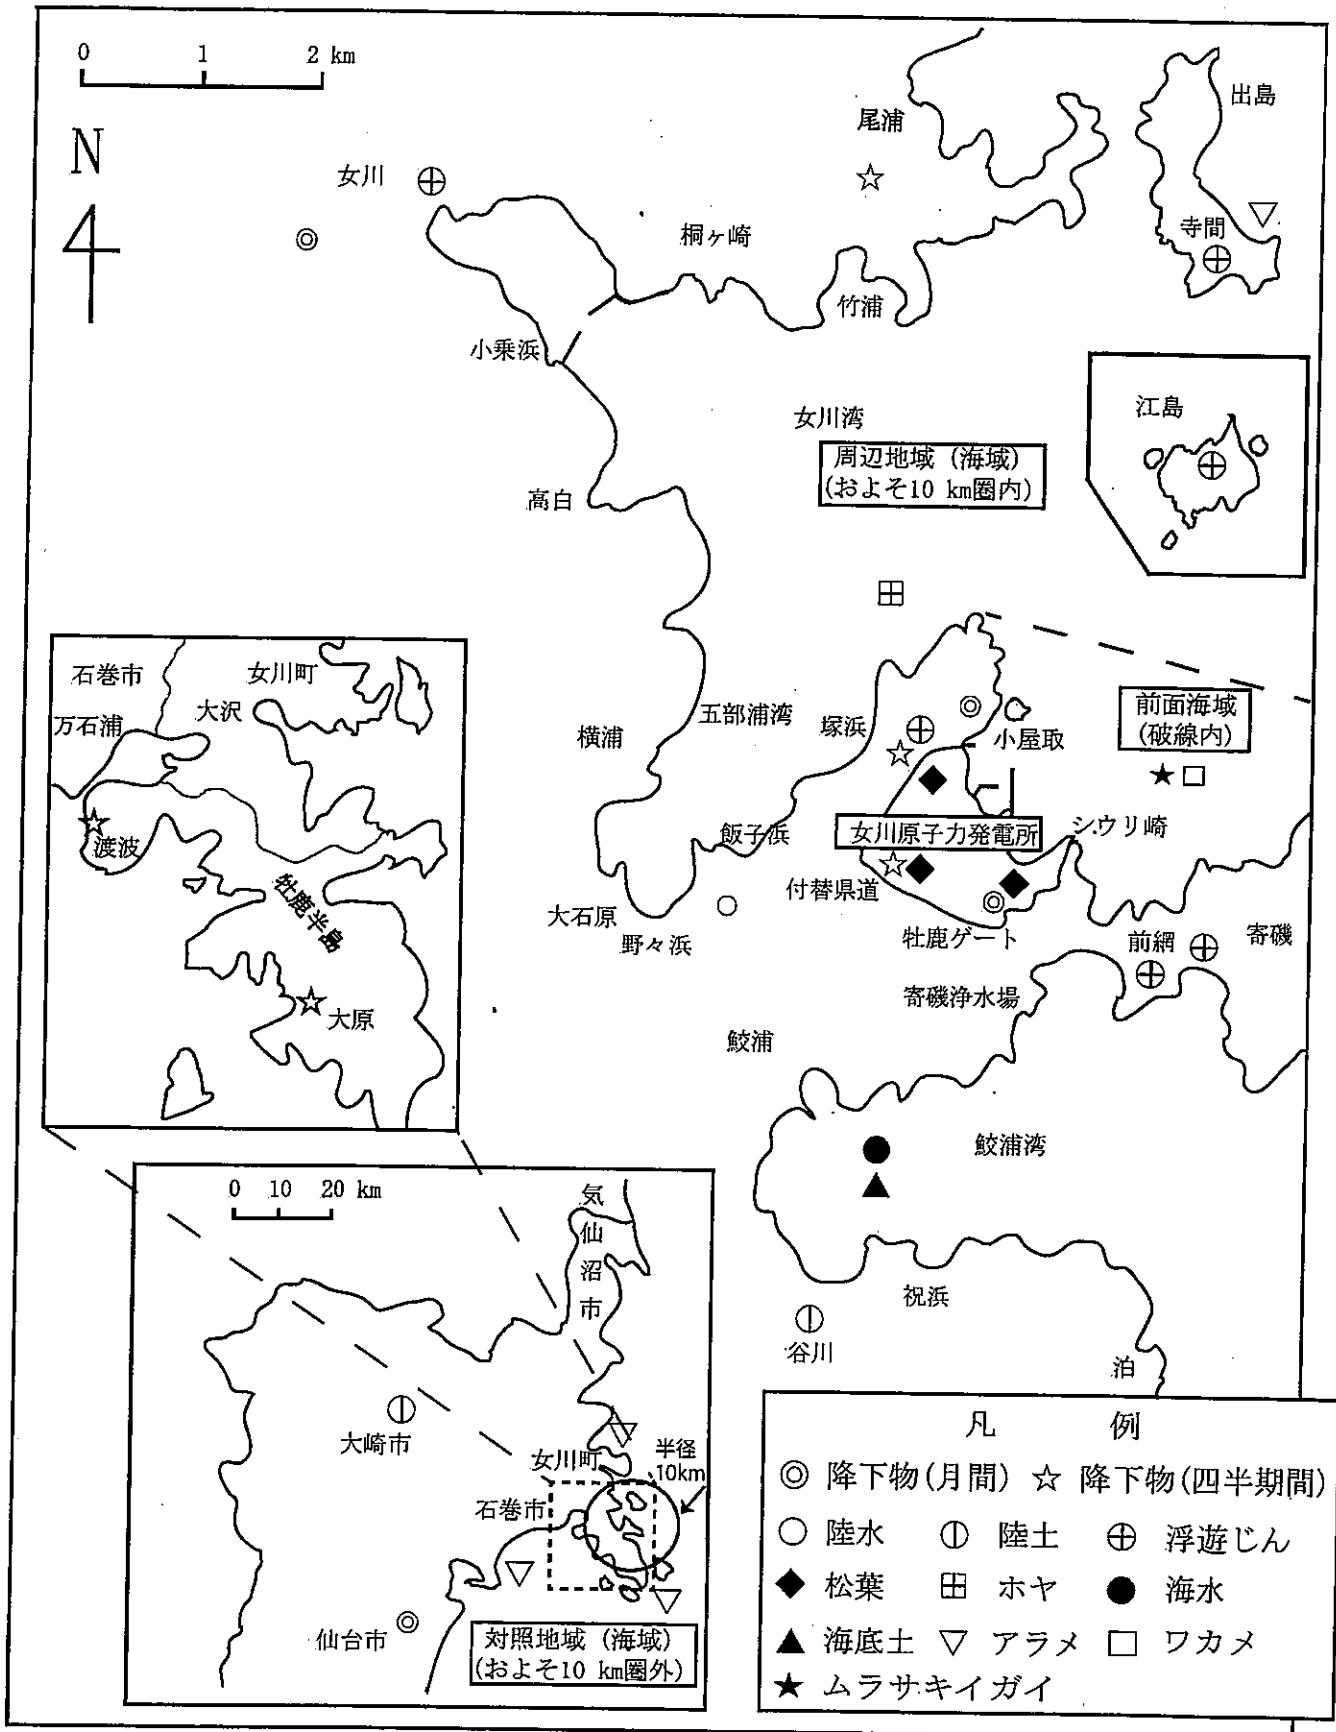 0 1 2 km
N
尾浦
出島
女川
寺間
桐ヶ崎
竹浦
小乗浜
女川湾
周辺地域 (海域)
(およそ10 km圏内)
江島
高白
石巻市
女川町
万石浦
大沢
渡波
牡鹿半島
大原
五部浦湾
塚浜
横浦
小屋取
前面海域
(破線内)
飯子浜
女川原子力発電所
シウリ崎
大石原
野々浜
付替県道
牡鹿ゲート
前網
寄磯
寄磯浄水場
鮫浦
鮫浦湾
祝浜
谷川
泊
0 10 20 km
気仙沼市
大崎市
女川町
半径
10km
石巻市
仙台市
対照地域 (海域)
(およそ10 km圏外)
凡 例
◎ 降下物(月間) ☆ 降下物(四半期間)
○ 陸水 陸土 ⊕ 浮遊じん
◆ 松葉 ⊞ ホヤ ● 海水
▲ 海底土 ▽ アラメ □ ワカメ
★ ムラサキイガイ